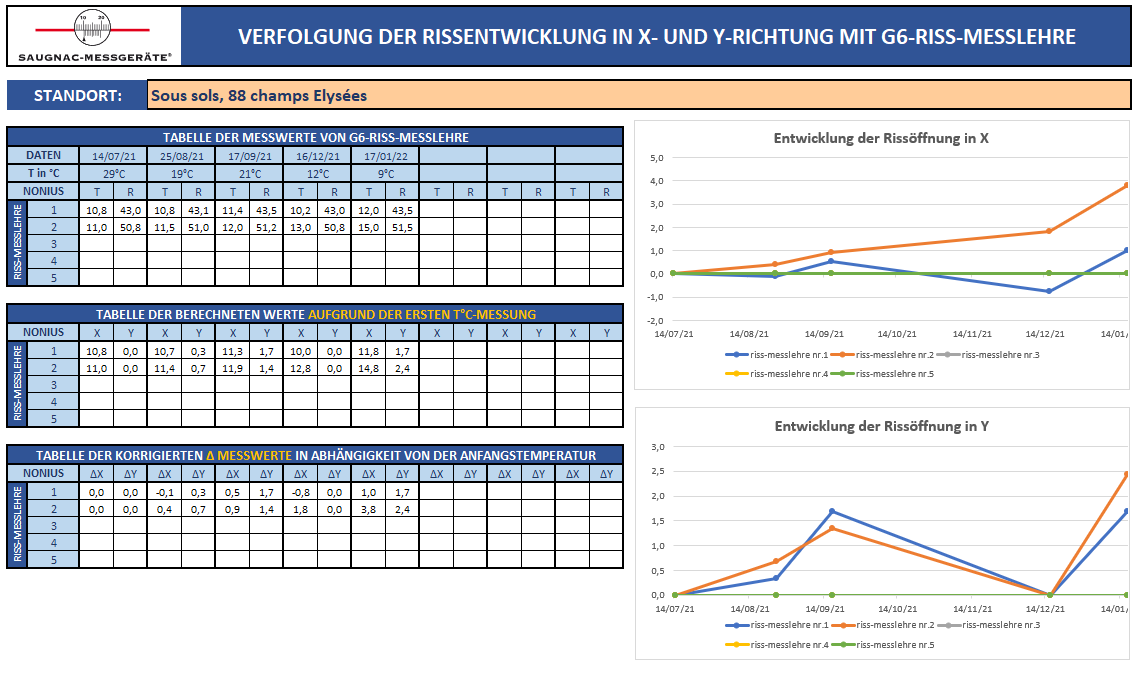 10 20
SAUGNAC-MESSGERÄTE®
VERFOLGUNG DER RISSENTWICKLUNG IN X- UND Y-RICHTUNG MIT G6-RISS-MESSLEHRE
STANDORT: Sous sols, 88 champs Elysées
TABELLE DER MESSWERTE VON G6-RISS-MESSLEHRE
DATEN 14/07/21 25/08/21 17/09/21 16/12/21 17/01/22
T in °C 29°C 19°C 21°C 12°C 9°C
NONIUS T R T R T R T R T R T R T R T R
RISS-MESSLEHRE
1 10,8 43,0 10,8 43,1 11,4 43,5 10,2 43,0 12,0 43,5
2 11,0 50,8 11,5 51,0 12,0 51,2 13,0 50,8 15,0 51,5
3
4
5
TABELLE DER BERECHNETEN WERTE AUFGRUND DER ERSTEN T°C-MESSUNG
NONIUS X Y X Y X Y X Y X Y X Y X Y X Y
RISS-MESSLEHRE
1 10,8 0,0 10,7 0,3 11,3 1,7 10,0 0,0 11,8 1,7
2 11,0 0,0 11,4 0,7 11,9 1,4 12,8 0,0 14,8 2,4
3
4
5
TABELLE DER KORRIGIERTEN Δ MESSWERTE IN ABHÄNGIGKEIT VON DER ANFANGSTEMPERATUR
NONIUS ΔX ΔY ΔX ΔY ΔX ΔY ΔX ΔY ΔX ΔY ΔX ΔY ΔX ΔY ΔX ΔY
RISS-MESSLEHRE
1 0,0 0,0 -0,1 0,3 0,5 1,7 -0,8 0,0 1,0 1,7
2 0,0 0,0 0,4 0,7 0,9 1,4 1,8 0,0 3,8 2,4
3
4
5
Entwicklung der Rissöffnung in X
5,0
4,0
3,0
2,0
1,0
0,0
-1,0
-2,0
14/07/21 14/08/21 14/09/21 14/10/21 14/11/21 14/12/21 14/01/
riss-messlehre nr.1 riss-messlehre nr.2 riss-messlehre nr.3
riss-messlehre nr.4 riss-messlehre nr.5
Entwicklung der Rissöffnung in Y
3,0
2,5
2,0
1,5
1,0
0,5
0,0
14/07/21 14/08/21 14/09/21 14/10/21 14/11/21 14/12/21 14/01/
riss-messlehre nr.1 riss-messlehre nr.2 riss-messlehre nr.3
riss-messlehre nr.4 riss-messlehre nr.5